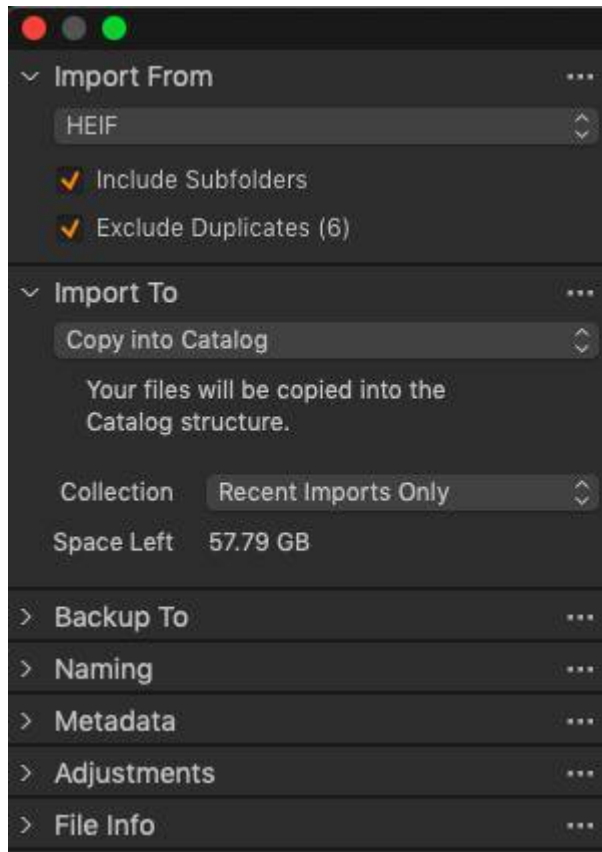 Import From
HEIF
Include Subfolders
Exclude Duplicates (6)
Import To
Copy into Catalog
Your files will be copied into the
Catalog structure.
Collection Recent Imports Only
Space Left 57.79 GB
Backup To
Naming
Metadata
Adjustments
File Info